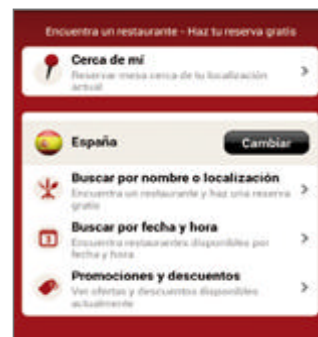 Encuentra un restaurante - Haz tu reserva gratis
Cerca de mí
Reservar mesa cerca de tu localización
actual
España
Cambiar
Buscar por nombre o localización
Encuentra un restaurante y haz una reserva
gratis
Buscar por fecha y hora
Encuentra restaurantes disponibles por
fecha y hora
Promociones y descuentos
Ver ofertas y descuentos disponibles
actualmente